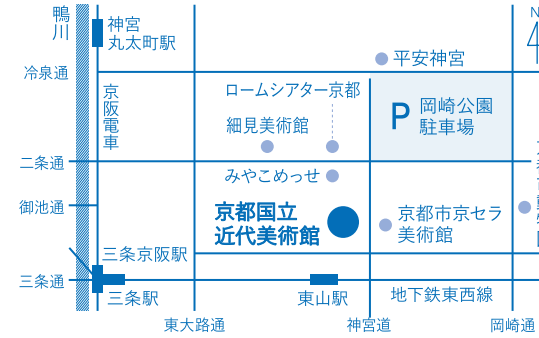 鴨川
神宮
丸太町駅
N
平安神宮
冷泉通
京阪電車
ロームシアター京都
P
岡崎公園
駐車場
細見美術館
二条通
みやこめっせ
御池通
京都国立
近代美術館
京都市京セラ
美術館
三条京阪駅
三条通
三条駅
東山駅
地下鉄東西線
東大路通
神宮道
岡崎通